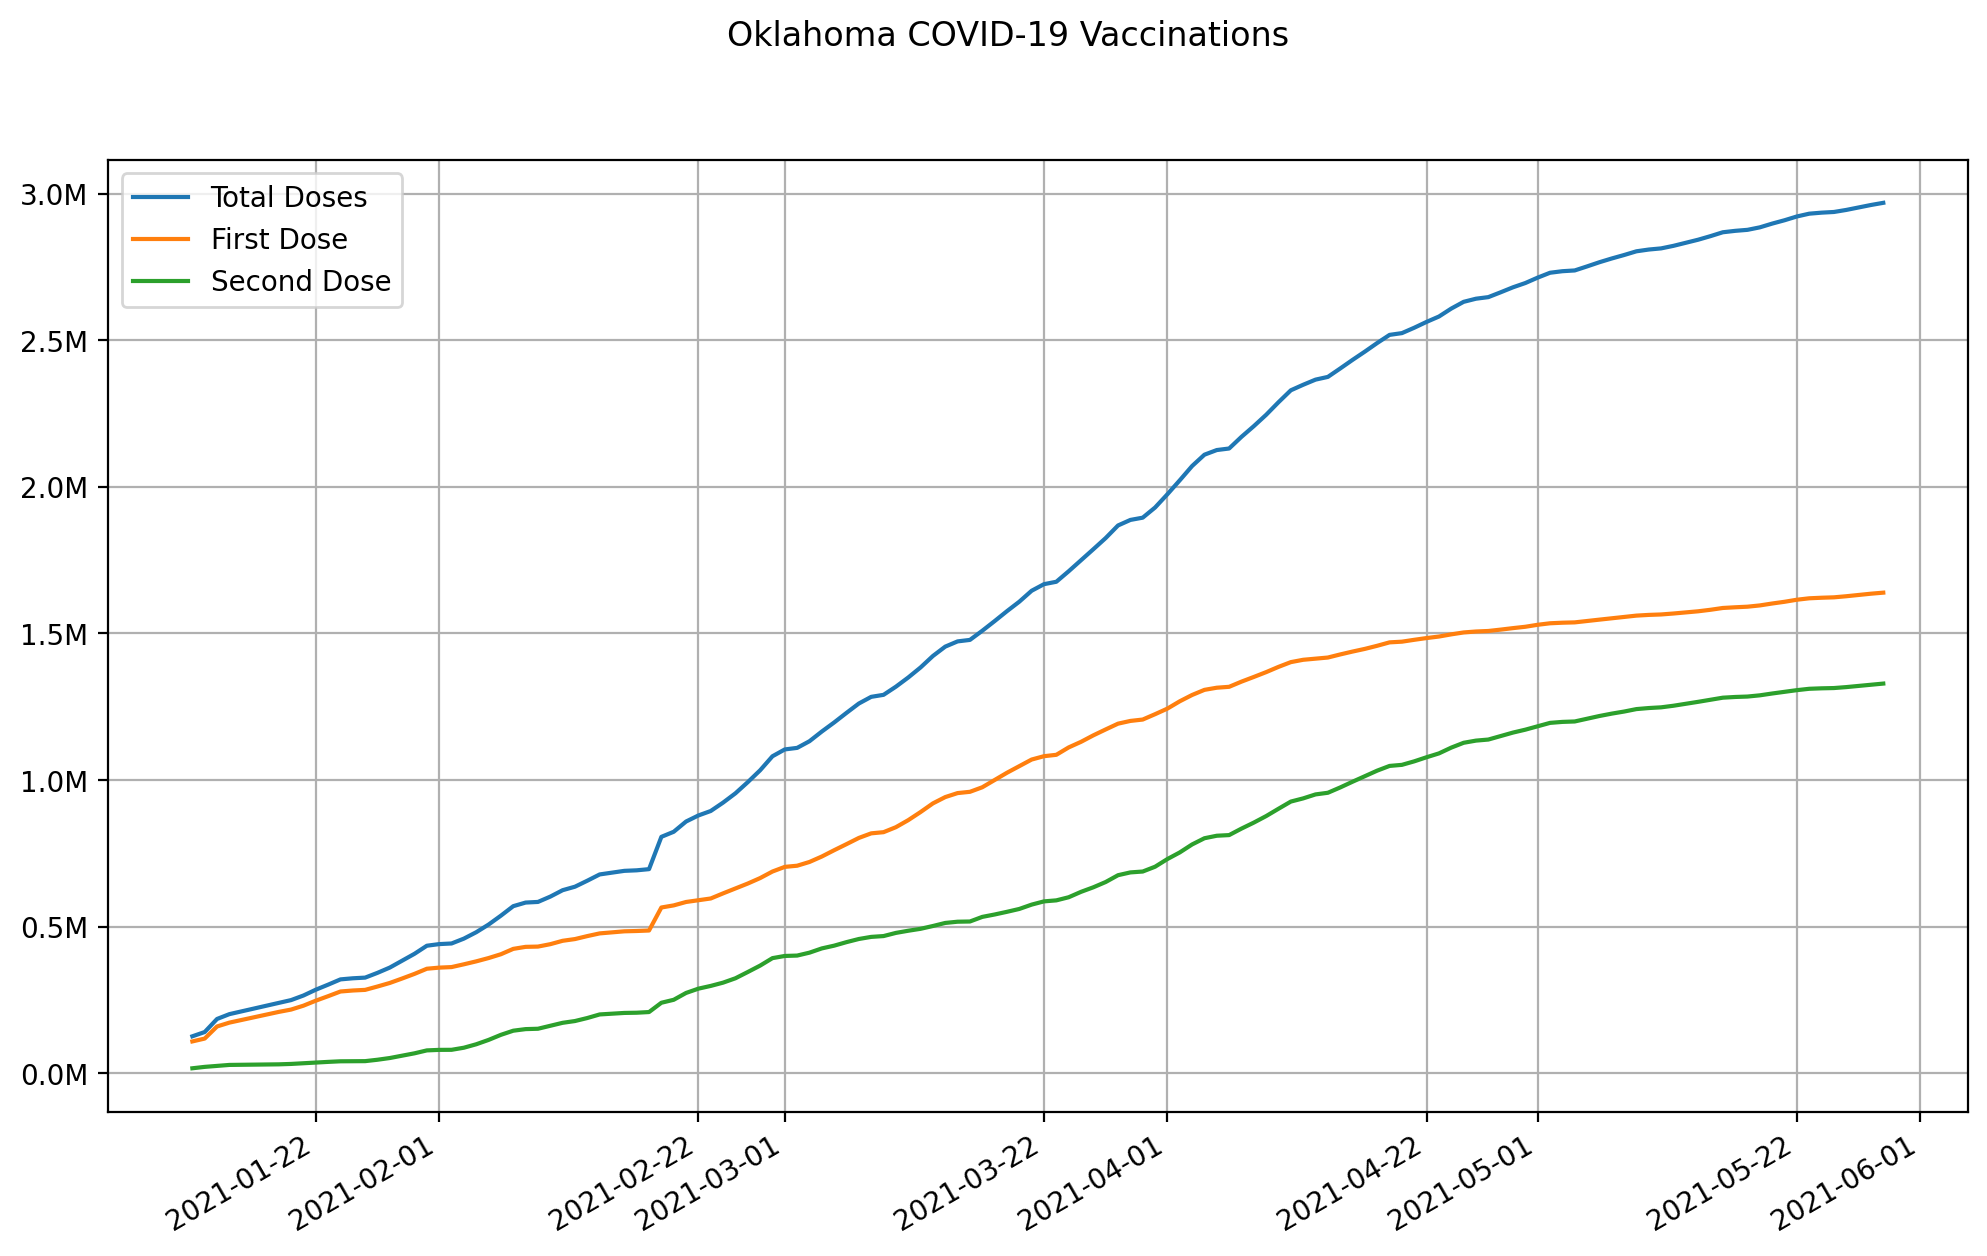 Oklahoma COVID-19 Vaccinations
Total Doses
First Dose
Second Dose
3.0M
2.5M
2.0M
1.5M
1.0M
0.5M
0.0M
2021-01-22
2021-02-01
2021-02-22
2021-03-01
2021-03-22
2021-04-01
2021-04-22
2021-05-01
2021-05-22
2021-06-01